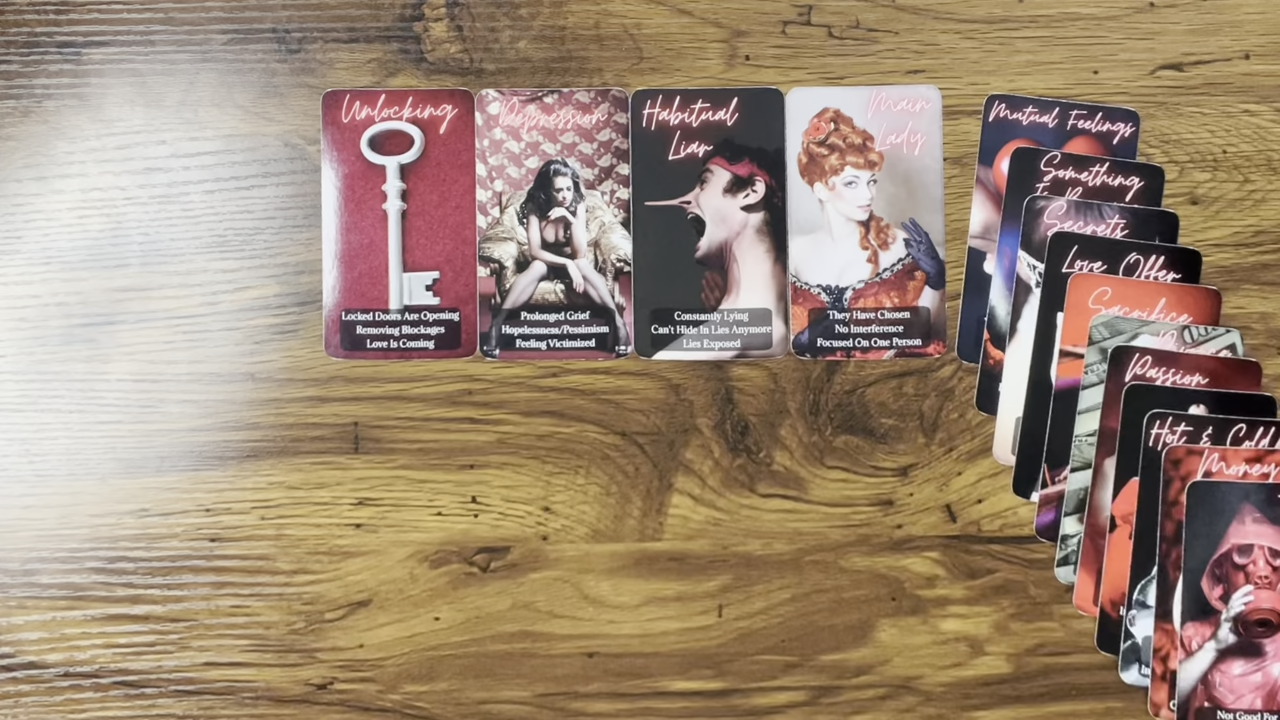 Unlocking
Locked Doors Are Opening
Removing Blockages
Love Is Coming
Depression
Prolonged Grief
Hopelessness/Pessimism
Feeling Victimized
Habitual
Liar
Constantly Lying
Can't Hide In Lies Anymore
Lies Exposed
Main
Lady
They Have Chosen
No Interference
Focused On One Person
Mutual Feelings
Something
Secrets
Love Offer
Sacrifice
Passion
Hot & Cold
Money
Not Good For